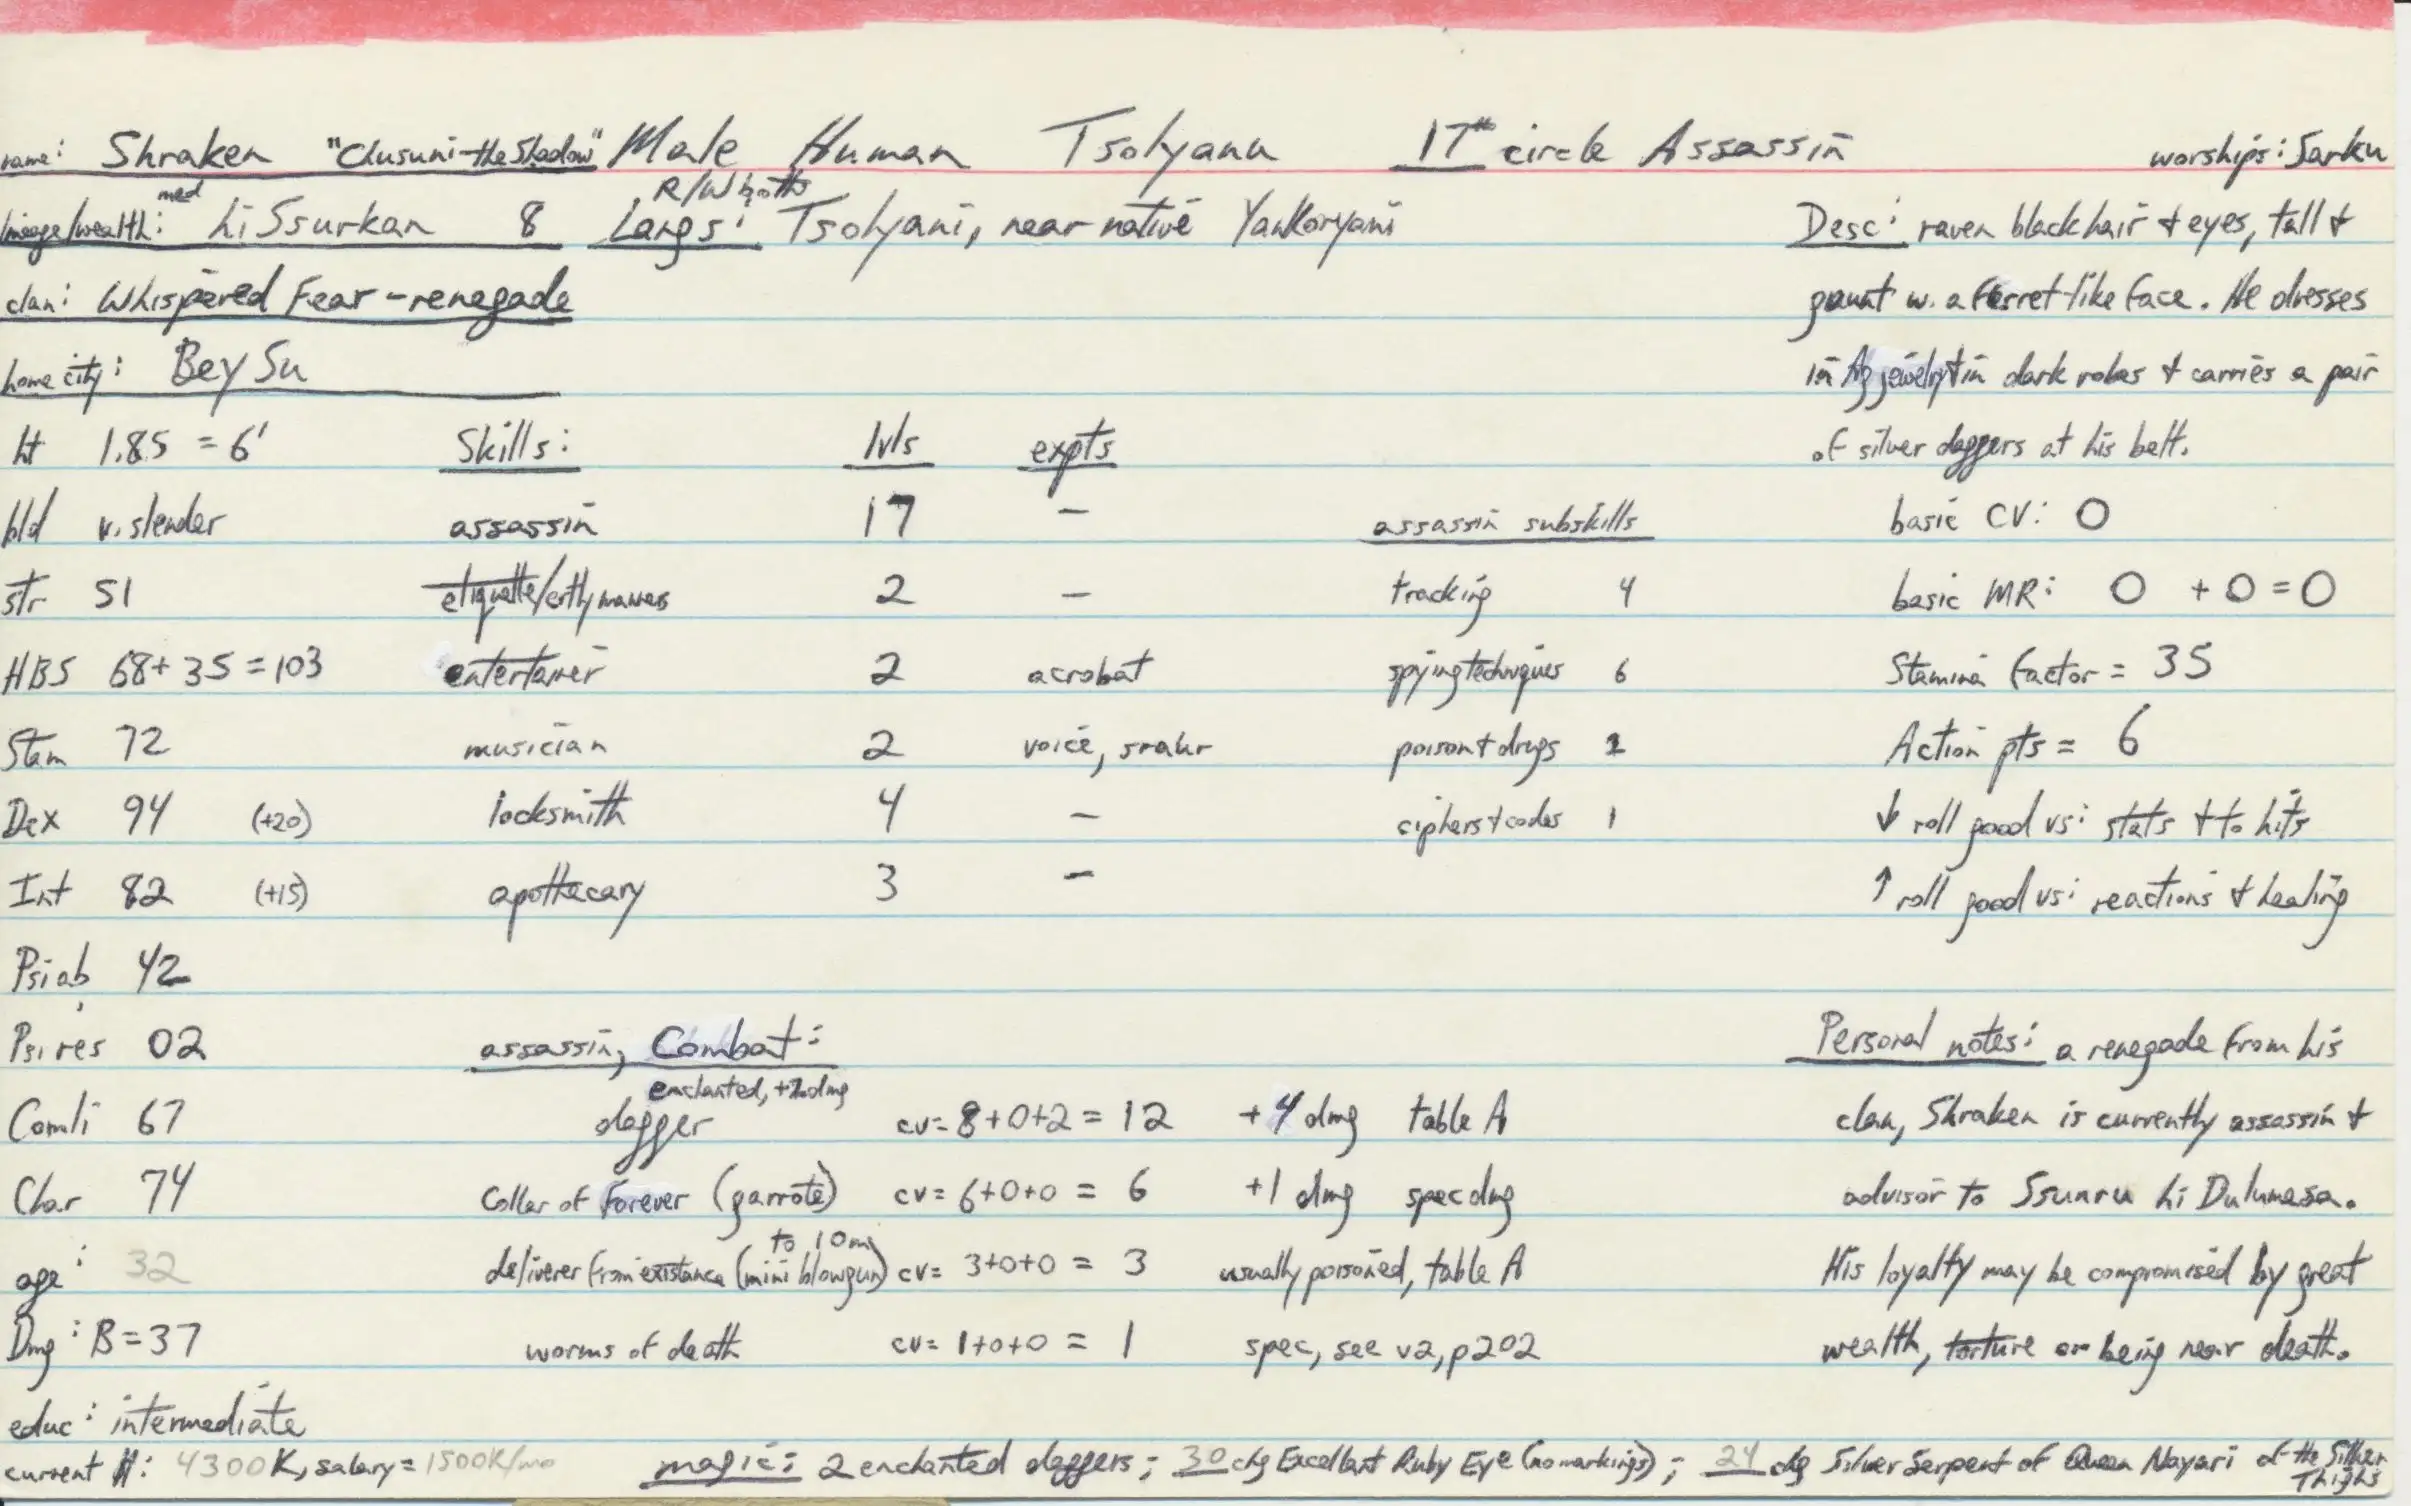 name: Shraken "Chusuni-the Shadow" Male Human Tsolyanu 17th circle Assassin worships: Sarku
lineage/wealth: med hiSsurkan 8 Langs: R/W both Tsolyani, near native Yankoryani
clan: Whispered Fear - renegade
home city: Bey Su
Desc: raven black hair + eyes, tall +
gaunt w. a ferret-like face. He dresses
in Ag jewelry + in dark robes + carries a pair
of silver daggers at his belt.
ht 1.85 = 6' Skills: lvls expts
bld v. slender assassin 17 - assassin subskills basic CV: 0
str 51 etiquette/ctly manners 2 - tracking 4 basic MR: 0 + 0 = 0
HBS 68 + 35 = 103 entertainer 2 acrobat spying techniques 6 Stamina factor = 35
Stam 72 musician 2 voice, sraur poison + drugs 2 Action pts = 6
Dex 94 (+20) locksmith 4 - ciphers + codes 1 ↓ roll good vs: stats + to hits
Int 82 (+15) apothecary 3 - ↑ roll good vs: reactions + healing
Psi ab 42
Psi res 02 assassin, Combat:
Comli 67 dagger enchanted, +2 dmg cv= 8+0+2 = 12 +4 dmg table A
Char 74 Collar of Forever (garrote) cv= 6+0+0 = 6 +1 dmg spec dmg
age: 32 deliverer from existance (mini blowgun) to 10m cv= 3+0+0 = 3 usually poisoned, table A
Dmg: B=37 worms of death cv= 1+0+0 = 1 spec, see v2, p202
Personal notes: a renegade from his
clan, Shraken is currently assassin +
advisor to Ssunru hi Dulumesa.
His loyalty may be compromised by great
wealth, torture or being near death.
educ: intermediate
current #: 4300K, salary = 1500K/mo magic: 2 enchanted daggers; 30 chg Excellant Ruby Eye (no markings); 24 chg Silver Serpent of Queen Nayari of the Silken Thighs